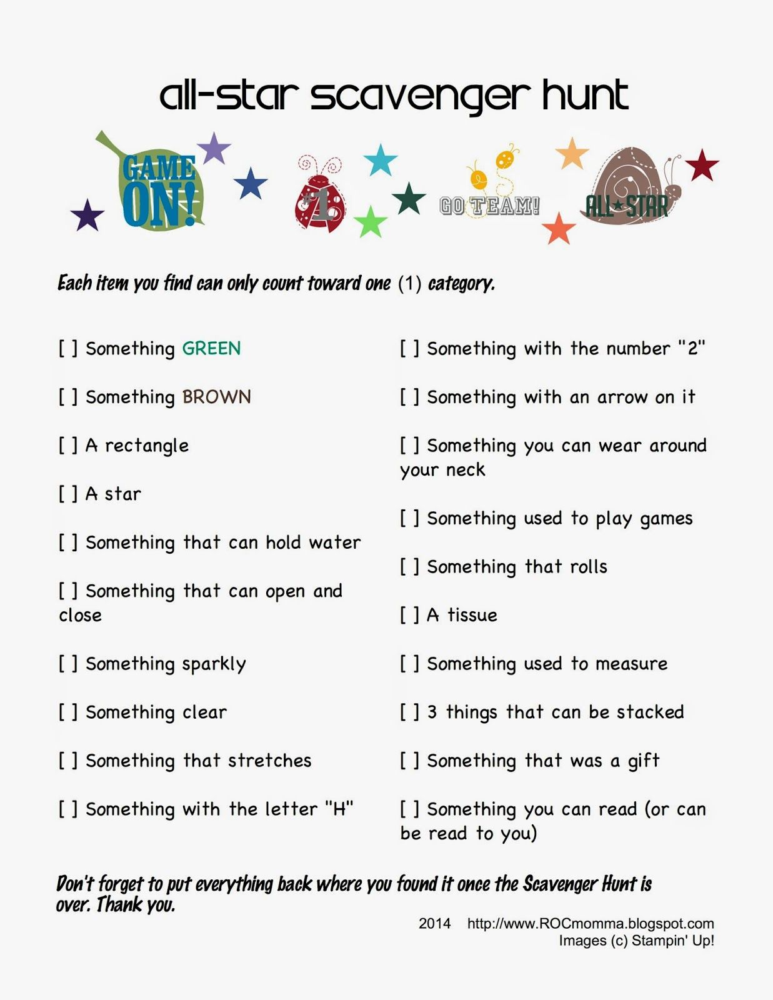 all-star scavenger hunt
GAME
ON!
#1
GO TEAM!
ALL★STAR
Each item you find can only count toward one (1) category.
[ ] Something GREEN
[ ] Something BROWN
[ ] A rectangle
[ ] A star
[ ] Something that can hold water
[ ] Something that can open and
close
[ ] Something sparkly
[ ] Something clear
[ ] Something that stretches
[ ] Something with the letter "H"
[ ] Something with the number "2"
[ ] Something with an arrow on it
[ ] Something you can wear around
your neck
[ ] Something used to play games
[ ] Something that rolls
[ ] A tissue
[ ] Something used to measure
[ ] 3 things that can be stacked
[ ] Something that was a gift
[ ] Something you can read (or can
be read to you)
Don't forget to put everything back where you found it once the Scavenger Hunt is
over. Thank you.
2014 http://www.ROCmomma.blogspot.com
Images (c) Stampin' Up!